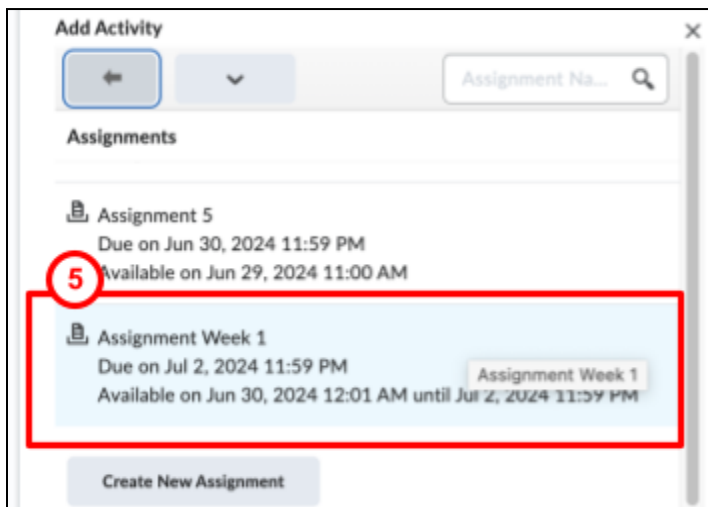 Add Activity
Assignment Na...
Assignments
Assignment 5
Due on Jun 30, 2024 11:59 PM
5
Available on Jun 29, 2024 11:00 AM
Assignment Week 1
Due on Jul 2, 2024 11:59 PM
Assignment Week 1
Available on Jun 30, 2024 12:01 AM until Jul 2, 2024 11:59 PM
Create New Assignment